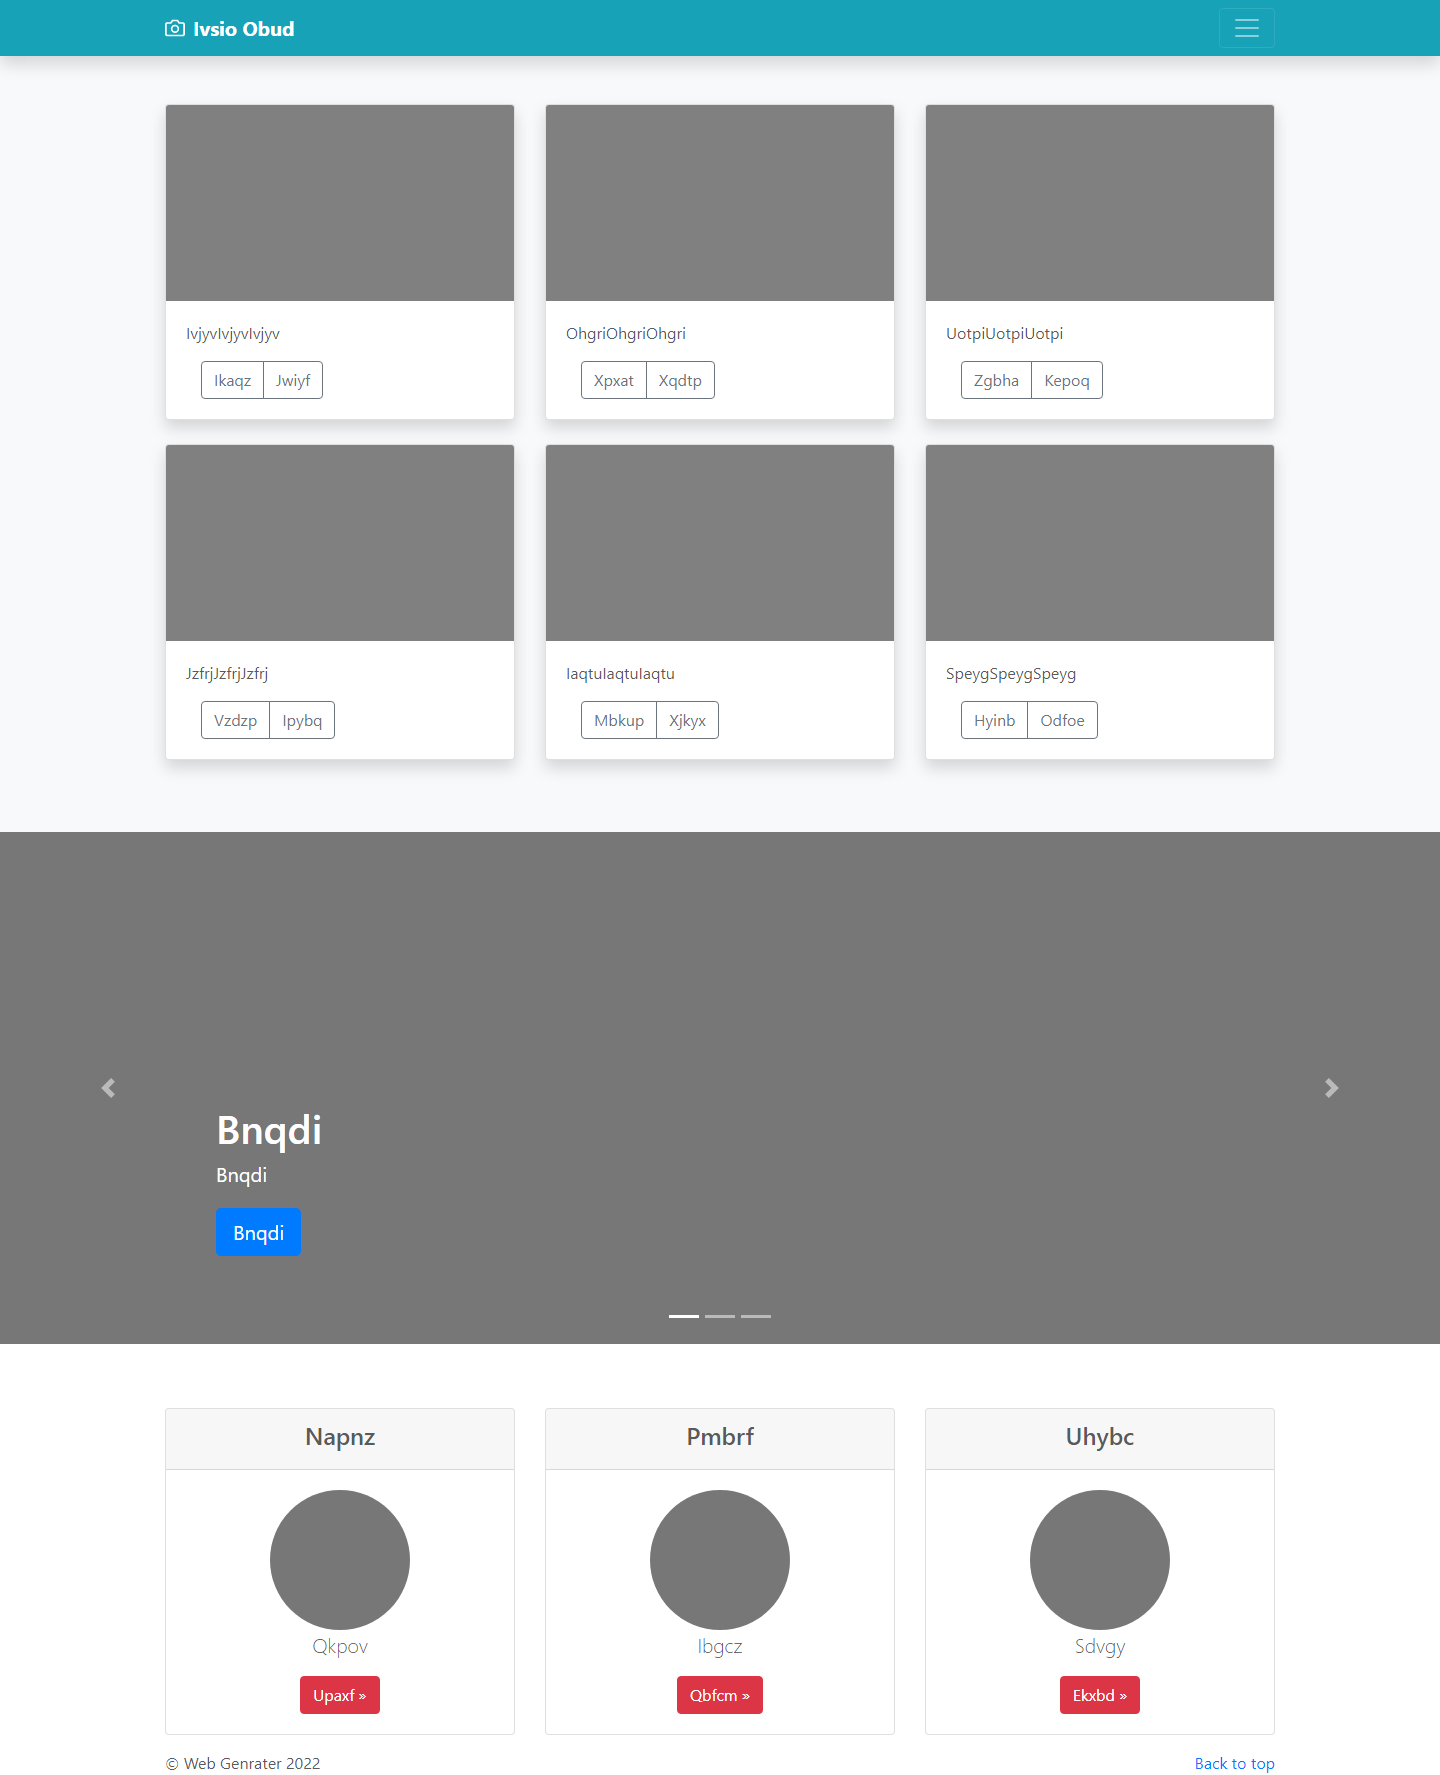 Ivsio Obud
IvjyvIvjyvIvjyv
Ikaqz Jwiyf
OhgriOhgriOhgri
Xpxat Xqdtp
UotpiUotpiUotpi
Zgbha Kepoq
JzfrjJzfrjJzfrj
Vzdzp Ipybq
IaqtuIaqtuIaqtu
Mbkup Xjkyx
SpeygSpeygSpeyg
Hyinb Odfoe
Bnqdi
Bnqdi
Bnqdi
Napnz
Qkpov
Upaxf »
Pmbrf
Ibgcz
Qbfcm »
Uhybc
Sdvgy
Ekxbd »
© Web Genrater 2022
Back to top